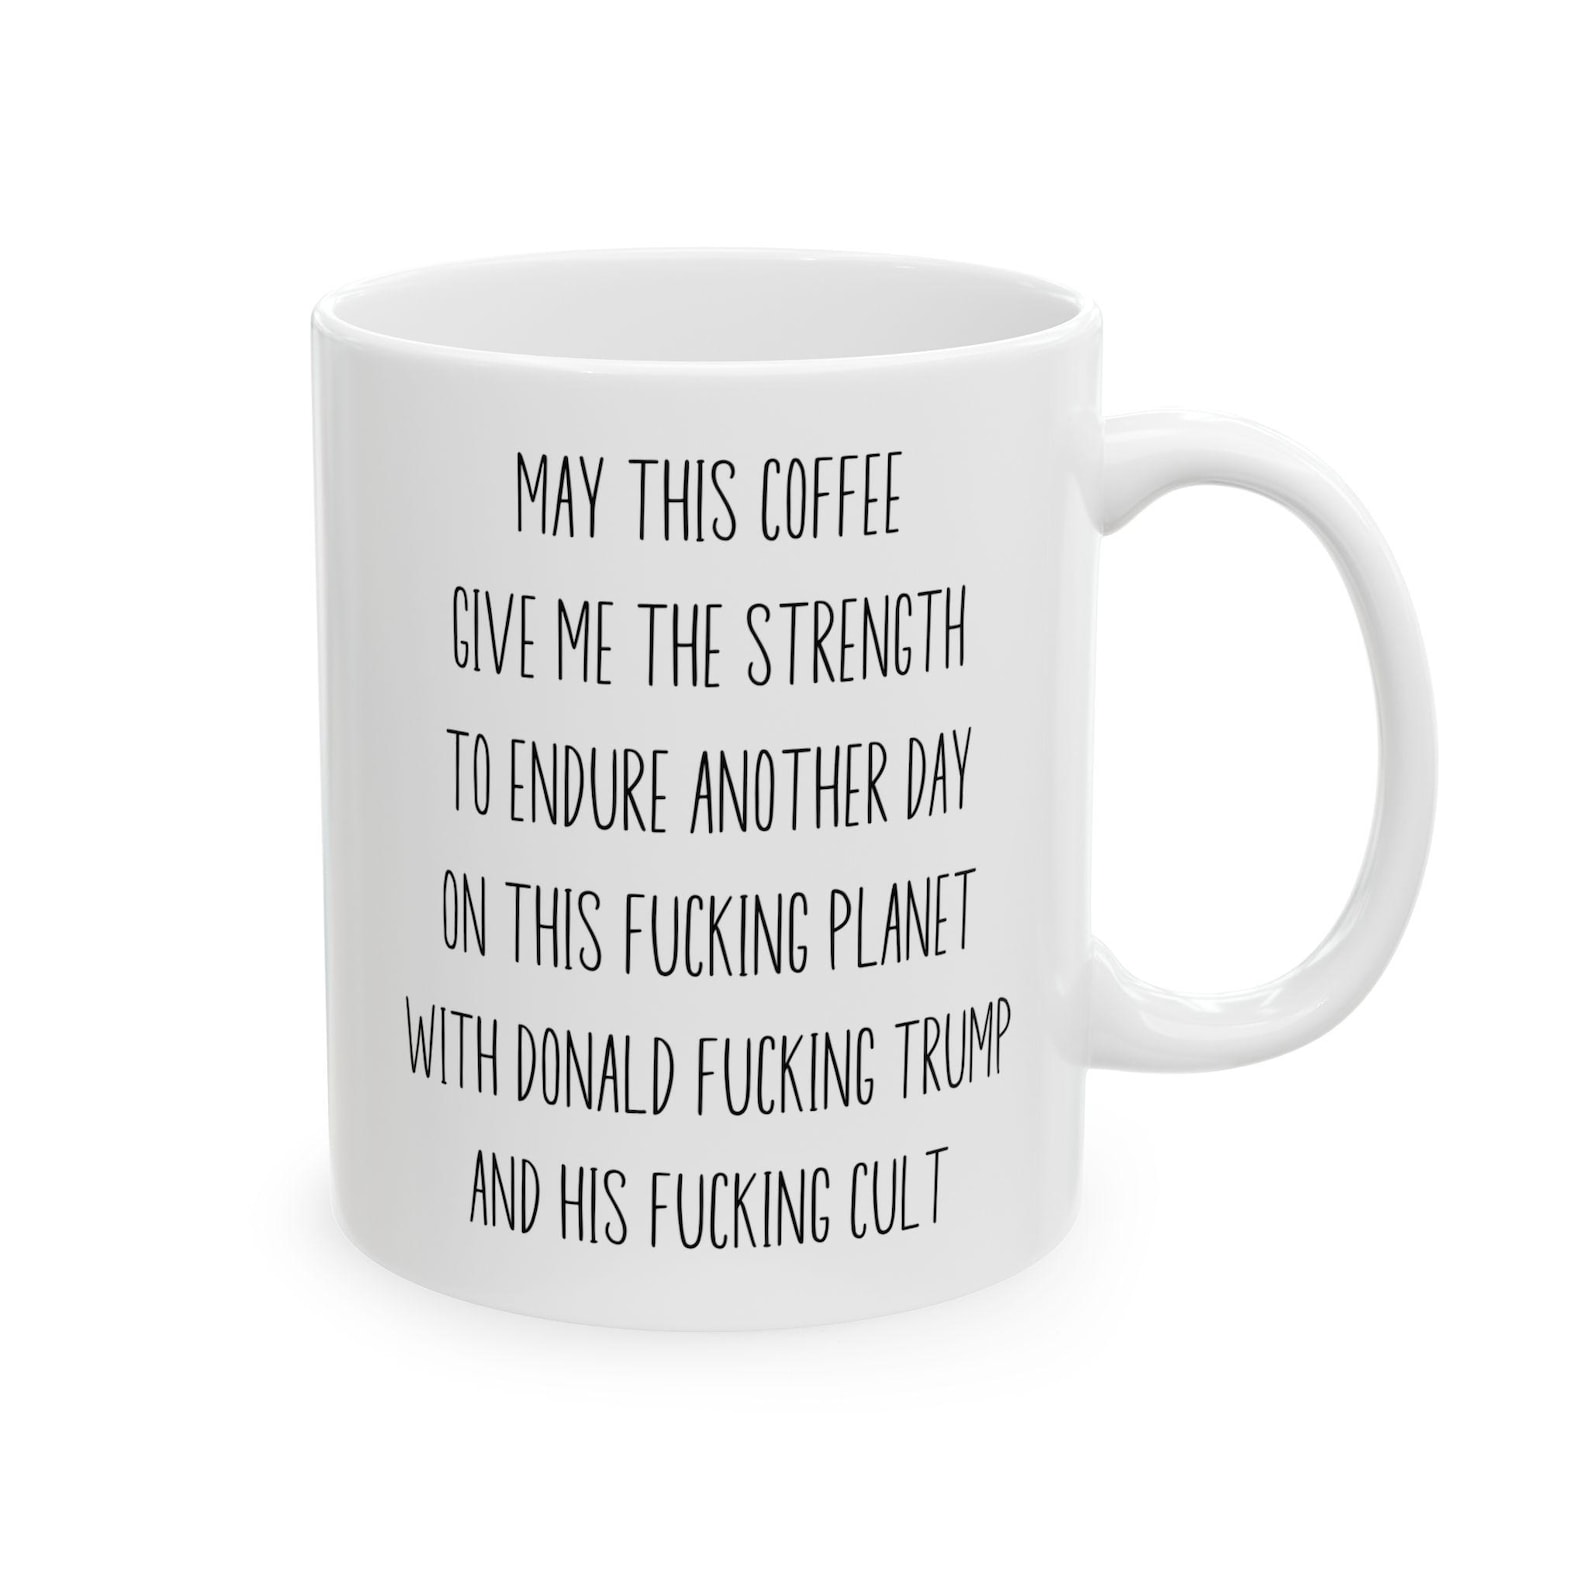 MAY THIS COFFEE
GIVE ME THE STRENGTH
TO ENDURE ANOTHER DAY
ON THIS FUCKING PLANET
WITH DONALD FUCKING TRUMP
AND HIS FUCKING CULT